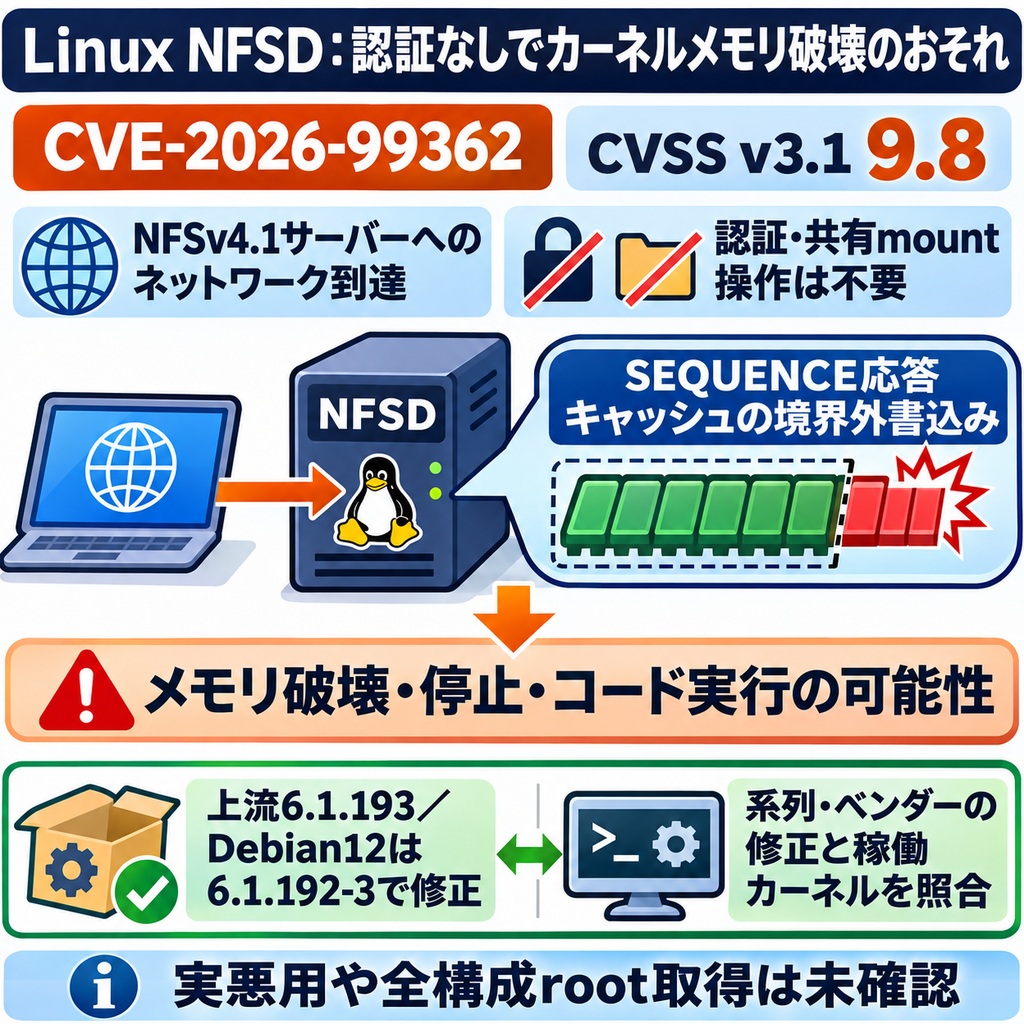 Linux NFSD：認証なしでカーネルメモリ破壊のおそれ
CVE-2026-99362
CVSS v3.1 9.8
NFSv4.1サーバーへの
ネットワーク到達
認証・共有mount
操作は不要
NFSD
SEQUENCE応答
キャッシュの境界外書込み
メモリ破壊・停止・コード実行の可能性
上流6.1.193／
Debian12は
6.1.192-3で修正
>_
系列・ベンダーの
修正と稼働
カーネルを照合
実悪用や全構成root取得は未確認